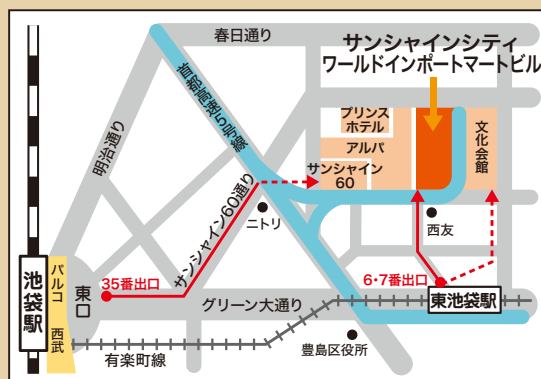 春日通り
サンシャインシティ
ワールドインポートマートビル
首都高速5号線
明治通り
プリンス
ホテル
アルパ
サンシャイン
60
文化会館
サンシャイン60通り
ニトリ
西友
池袋駅
パルコ
西武
東口
35番出口
6・7番出口
グリーン大通り
東池袋駅
有楽町線
豊島区役所